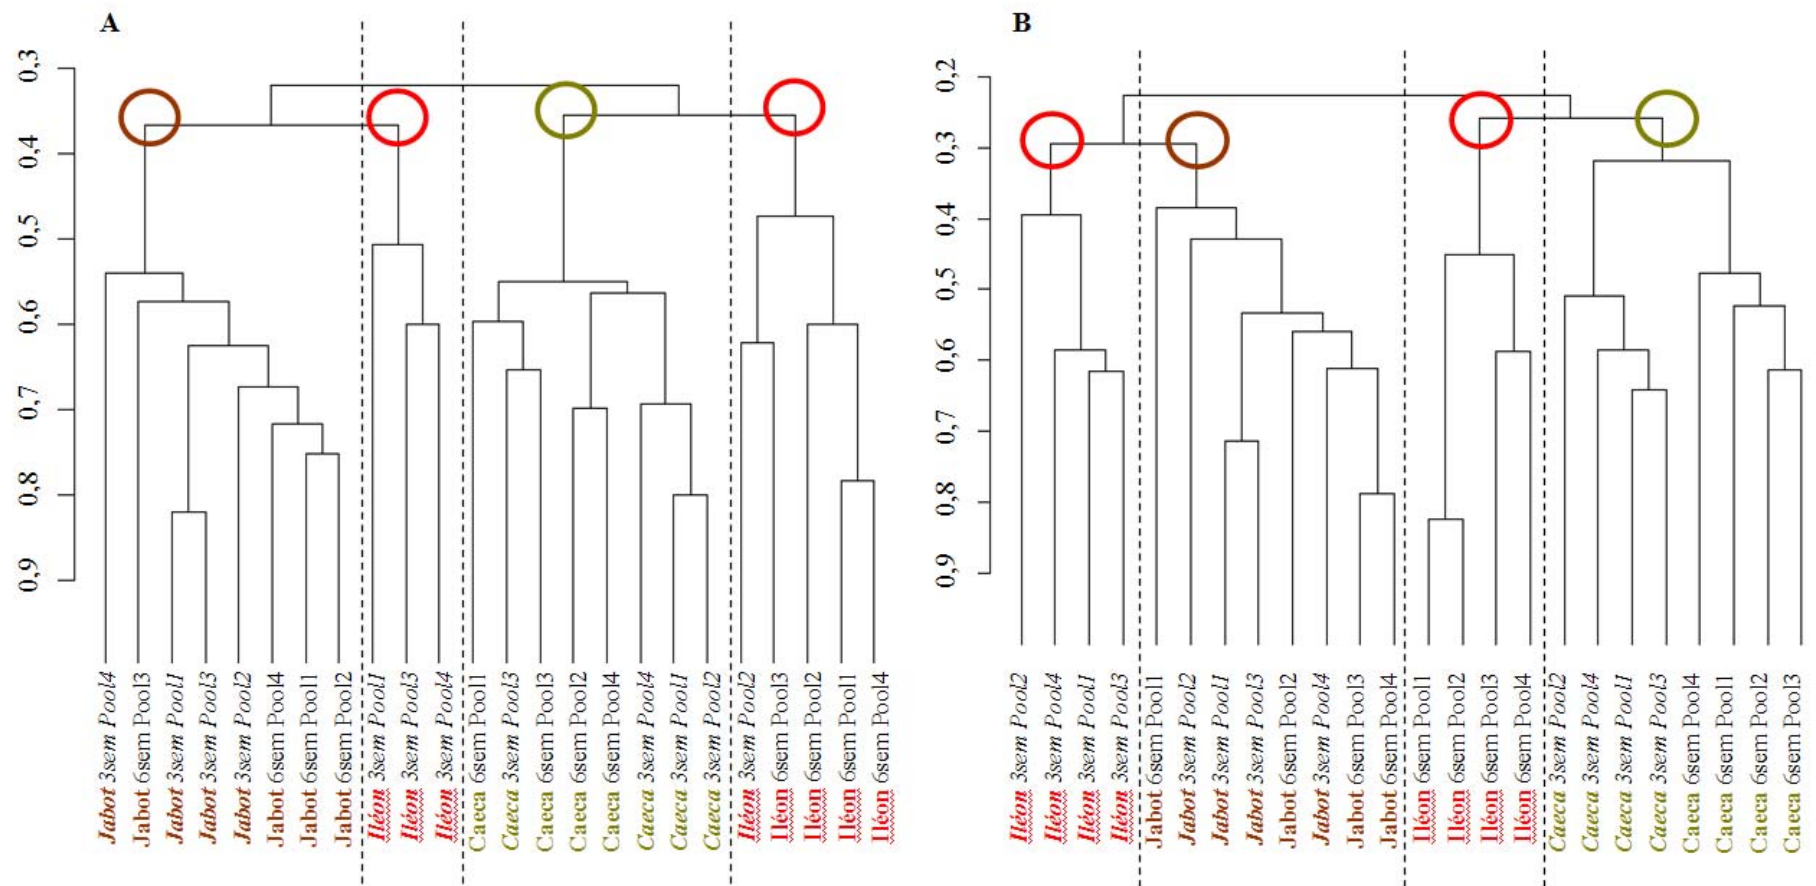 A
0,3
0,4
0,5
0,6
0,7
0,8
0,9
Jabot 3sem Pool4
Jabot 6sem Pool3
Jabot 3sem Pool1
Jabot 3sem Pool3
Jabot 3sem Pool2
Jabot 6sem Pool4
Jabot 6sem Pool1
Jabot 6sem Pool2
Iléon 3sem Pool1
Iléon 3sem Pool3
Iléon 3sem Pool4
Caeca 6sem Pool1
Caeca 3sem Pool3
Caeca 6sem Pool3
Caeca 6sem Pool2
Caeca 6sem Pool4
Caeca 3sem Pool4
Caeca 3sem Pool1
Caeca 3sem Pool2
Iléon 3sem Pool2
Iléon 6sem Pool3
Iléon 6sem Pool2
Iléon 6sem Pool1
Iléon 6sem Pool4
B
0,2
0,3
0,4
0,5
0,6
0,7
0,8
0,9
Iléon 3sem Pool2
Iléon 3sem Pool4
Iléon 3sem Pool1
Iléon 3sem Pool3
Jabot 6sem Pool1
Jabot 3sem Pool2
Jabot 3sem Pool1
Jabot 3sem Pool3
Jabot 6sem Pool2
Jabot 3sem Pool4
Jabot 6sem Pool3
Jabot 6sem Pool4
Iléon 6sem Pool1
Iléon 6sem Pool2
Iléon 6sem Pool3
Iléon 6sem Pool4
Caeca 3sem Pool2
Caeca 3sem Pool4
Caeca 3sem Pool1
Caeca 3sem Pool3
Caeca 6sem Pool4
Caeca 6sem Pool1
Caeca 6sem Pool2
Caeca 6sem Pool3